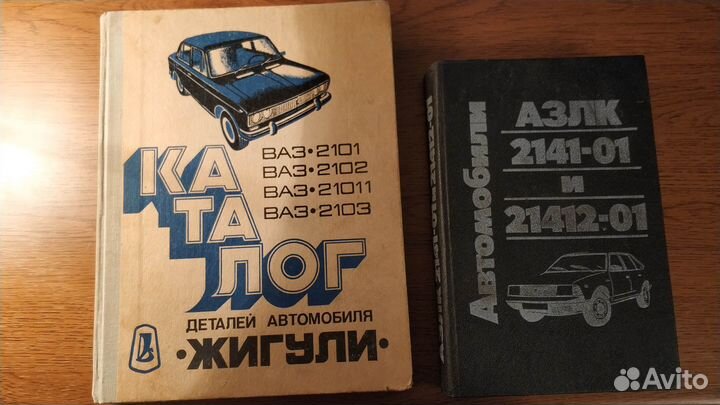 ВАЗ•2101
ВАЗ•2102
ВАЗ•21011
ВАЗ•2103
КА
ТА
ЛОГ
ДЕТАЛЕЙ АВТОМОБИЛЯ
•ЖИГУЛИ•
Автомобили
АЗЛК
2141-01
и
21412-01
Avito